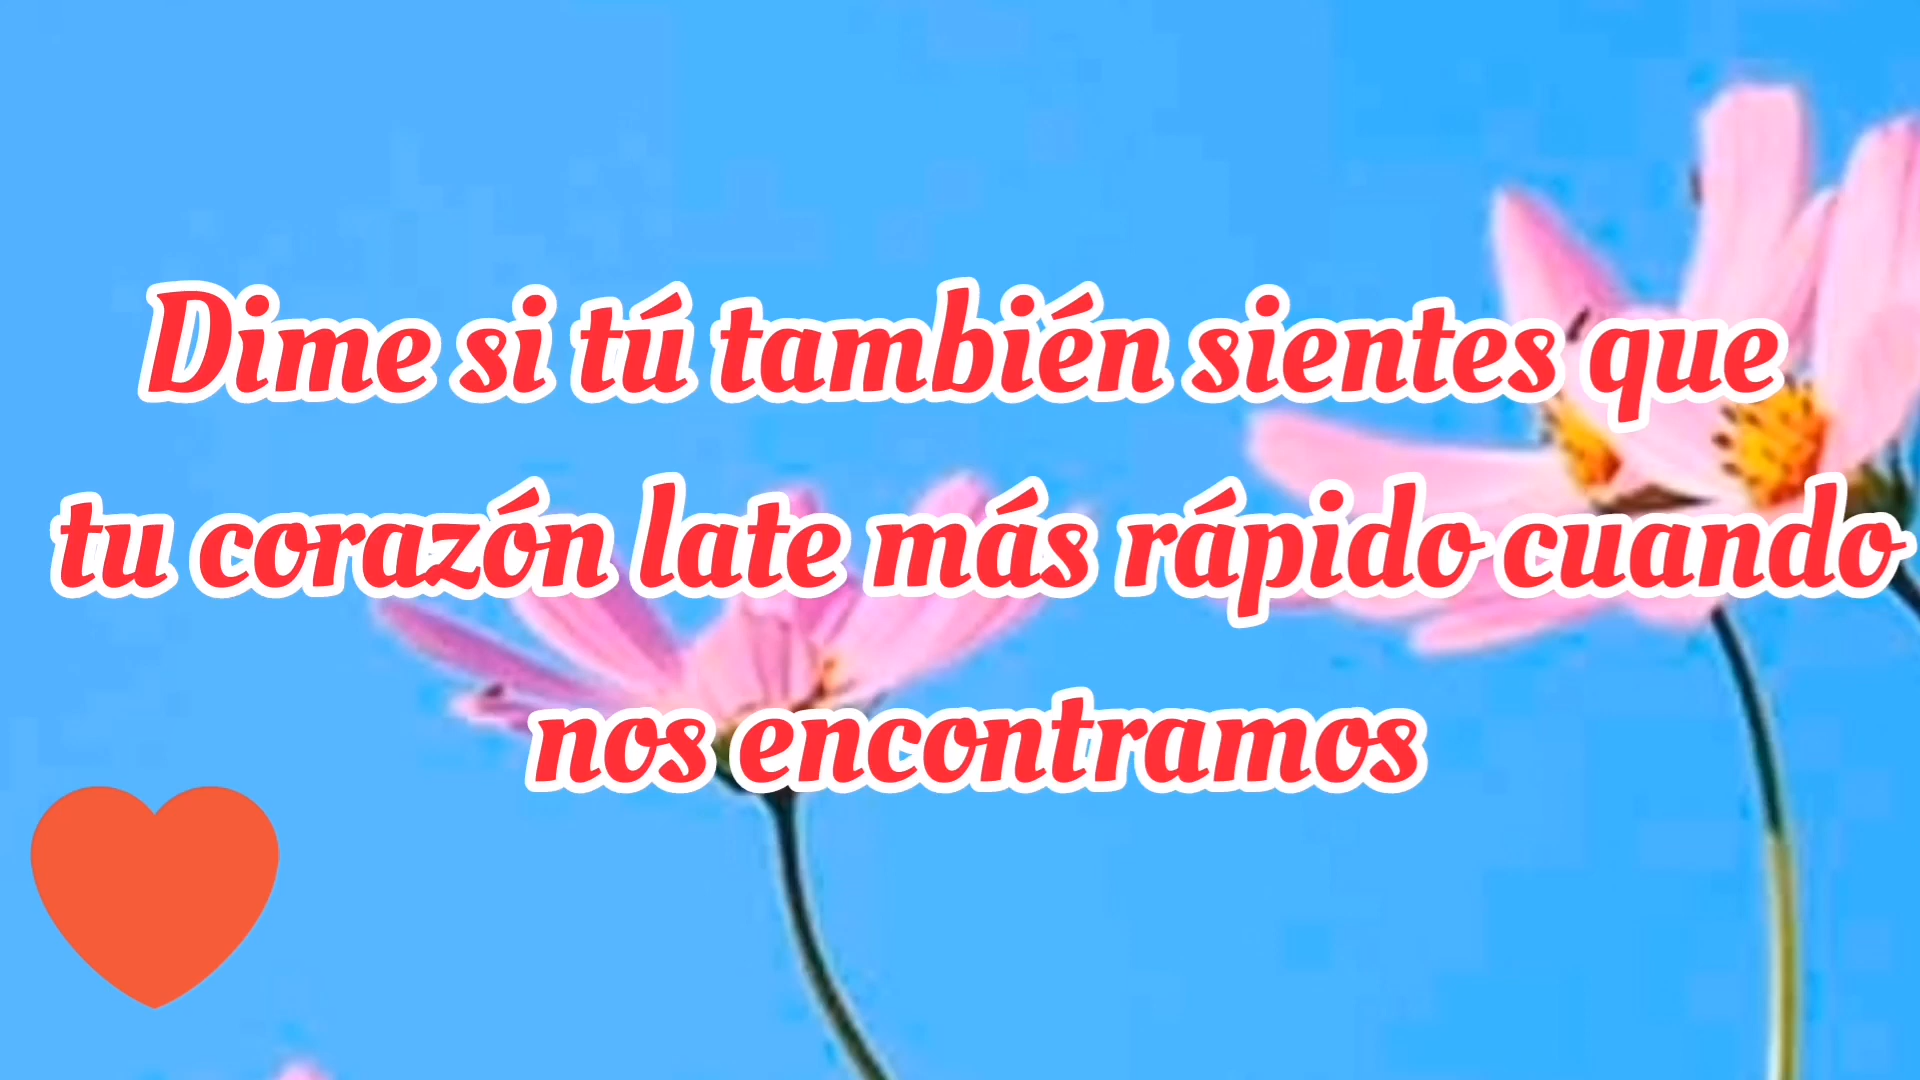 Dime si tú también sientes que
tu corazón late más rápido cuando
nos encontramos